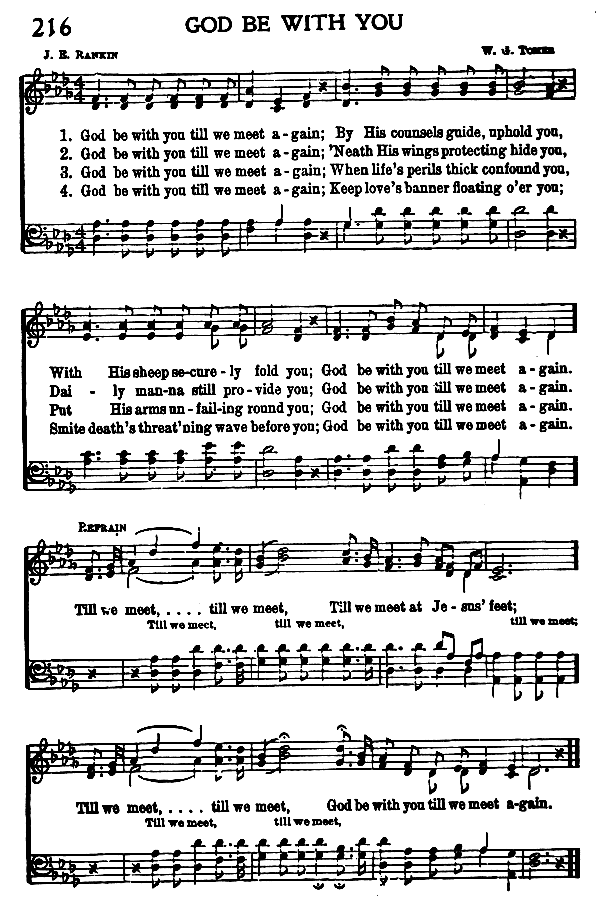 216 GOD BE WITH YOU
J. E. RANKIN W. G. TOMER
1. God be with you till we meet a-gain; By His counsels guide, uphold you,
2. God be with you till we meet a-gain; 'Neath His wings protecting hide you,
3. God be with you till we meet a-gain; When life's perils thick confound you,
4. God be with you till we meet a-gain; Keep love's banner floating o'er you;
With His sheep se-cure-ly fold you; God be with you till we meet a-gain.
Dai - ly man-na still pro-vide you; God be with you till we meet a-gain.
Put His arms un-fail-ing round you; God be with you till we meet a-gain.
Smite death's threat'ning wave before you; God be with you till we meet a-gain.
REFRAIN
Till we meet, . . . . till we meet, Till we meet at Je-sus' feet;
Till we meet, till we meet, till we meet;
Till we meet, . . . . till we meet, God be with you till we meet a-gain.
Till we meet, till we meet,